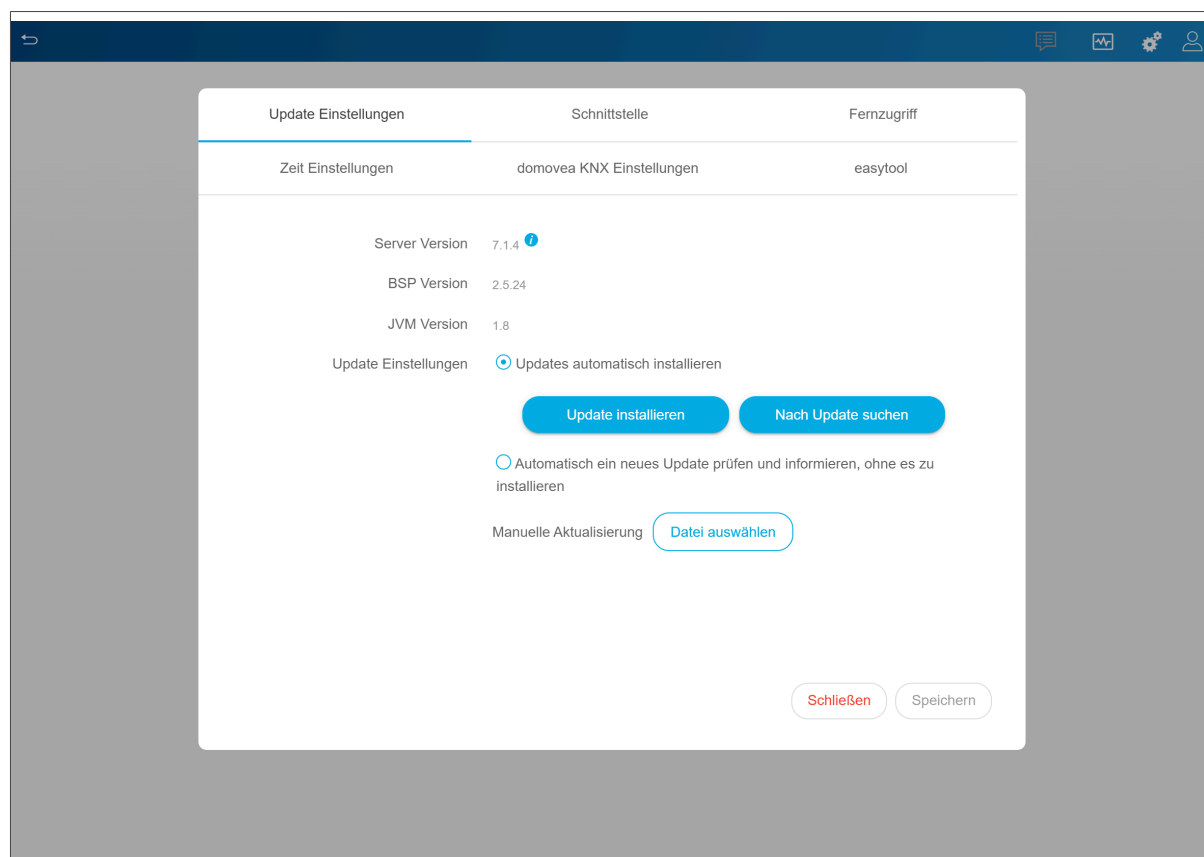 Update Einstellungen Schnittstelle Fernzugriff
Zeit Einstellungen domovea KNX Einstellungen easytool
Server Version 7.1.4 i
BSP Version 2.5.24
JVM Version 1.8
Update Einstellungen Updates automatisch installieren
Update installieren Nach Update suchen
Automatisch ein neues Update prüfen und informieren, ohne es zu
installieren
Manuelle Aktualisierung Datei auswählen
Schließen Speichern